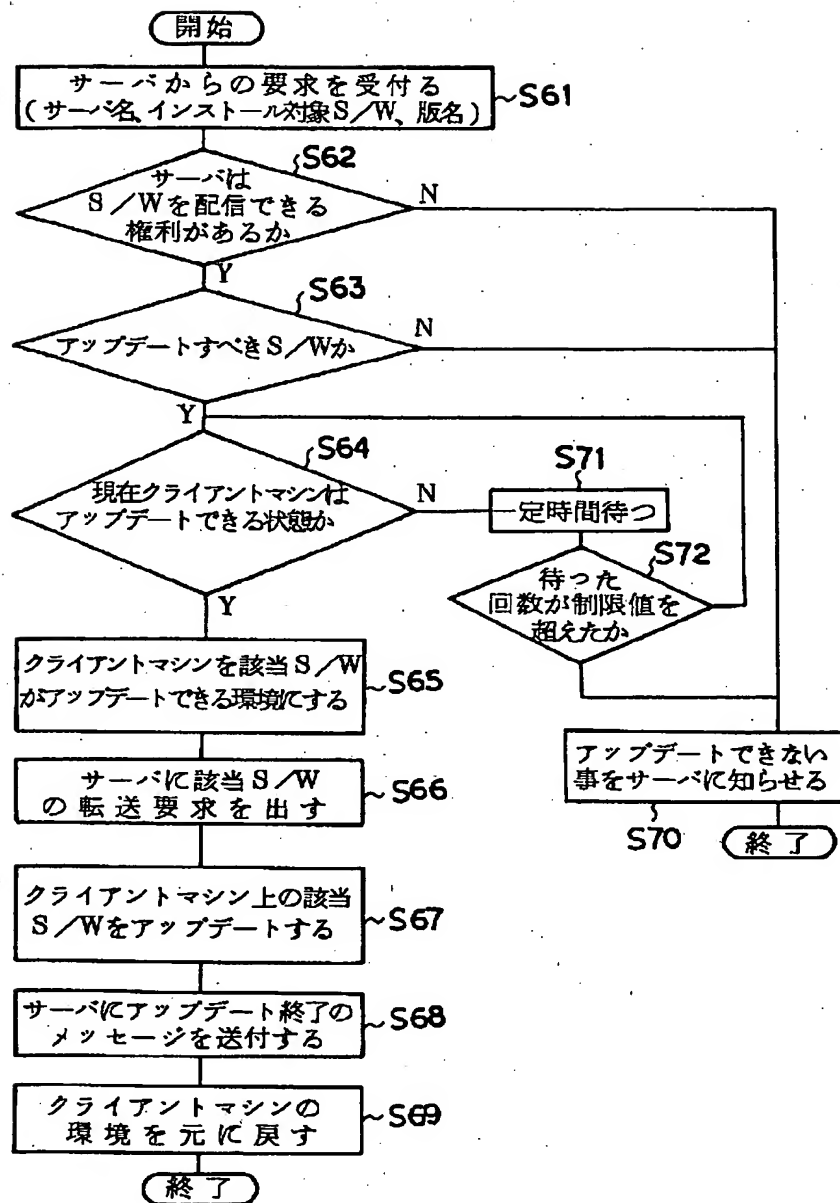 開始
サーバからの要求を受付る
(サーバ名、インストール対象S/W、版名)
S61
サーバは
S/Wを配信できる
権利があるか
S62
N
Y
アップデートすべきS/Wか
S63
N
Y
現在クライアントマシンは
アップデートできる状態か
S64
N
Y
S71
一定時間待つ
S72
待った
回数が制限値を
超えたか
クライアントマシンを該当S/W
がアップデートできる環境にする
S65
サーバに該当S/W
の転送要求を出す
S66
アップデートできない
事をサーバに知らせる
S70
終了
クライアントマシン上の該当
S/Wをアップデートする
S67
サーバにアップデート終了の
メッセージを送付する
S68
クライアントマシンの
環境を元に戻す
S69
終了